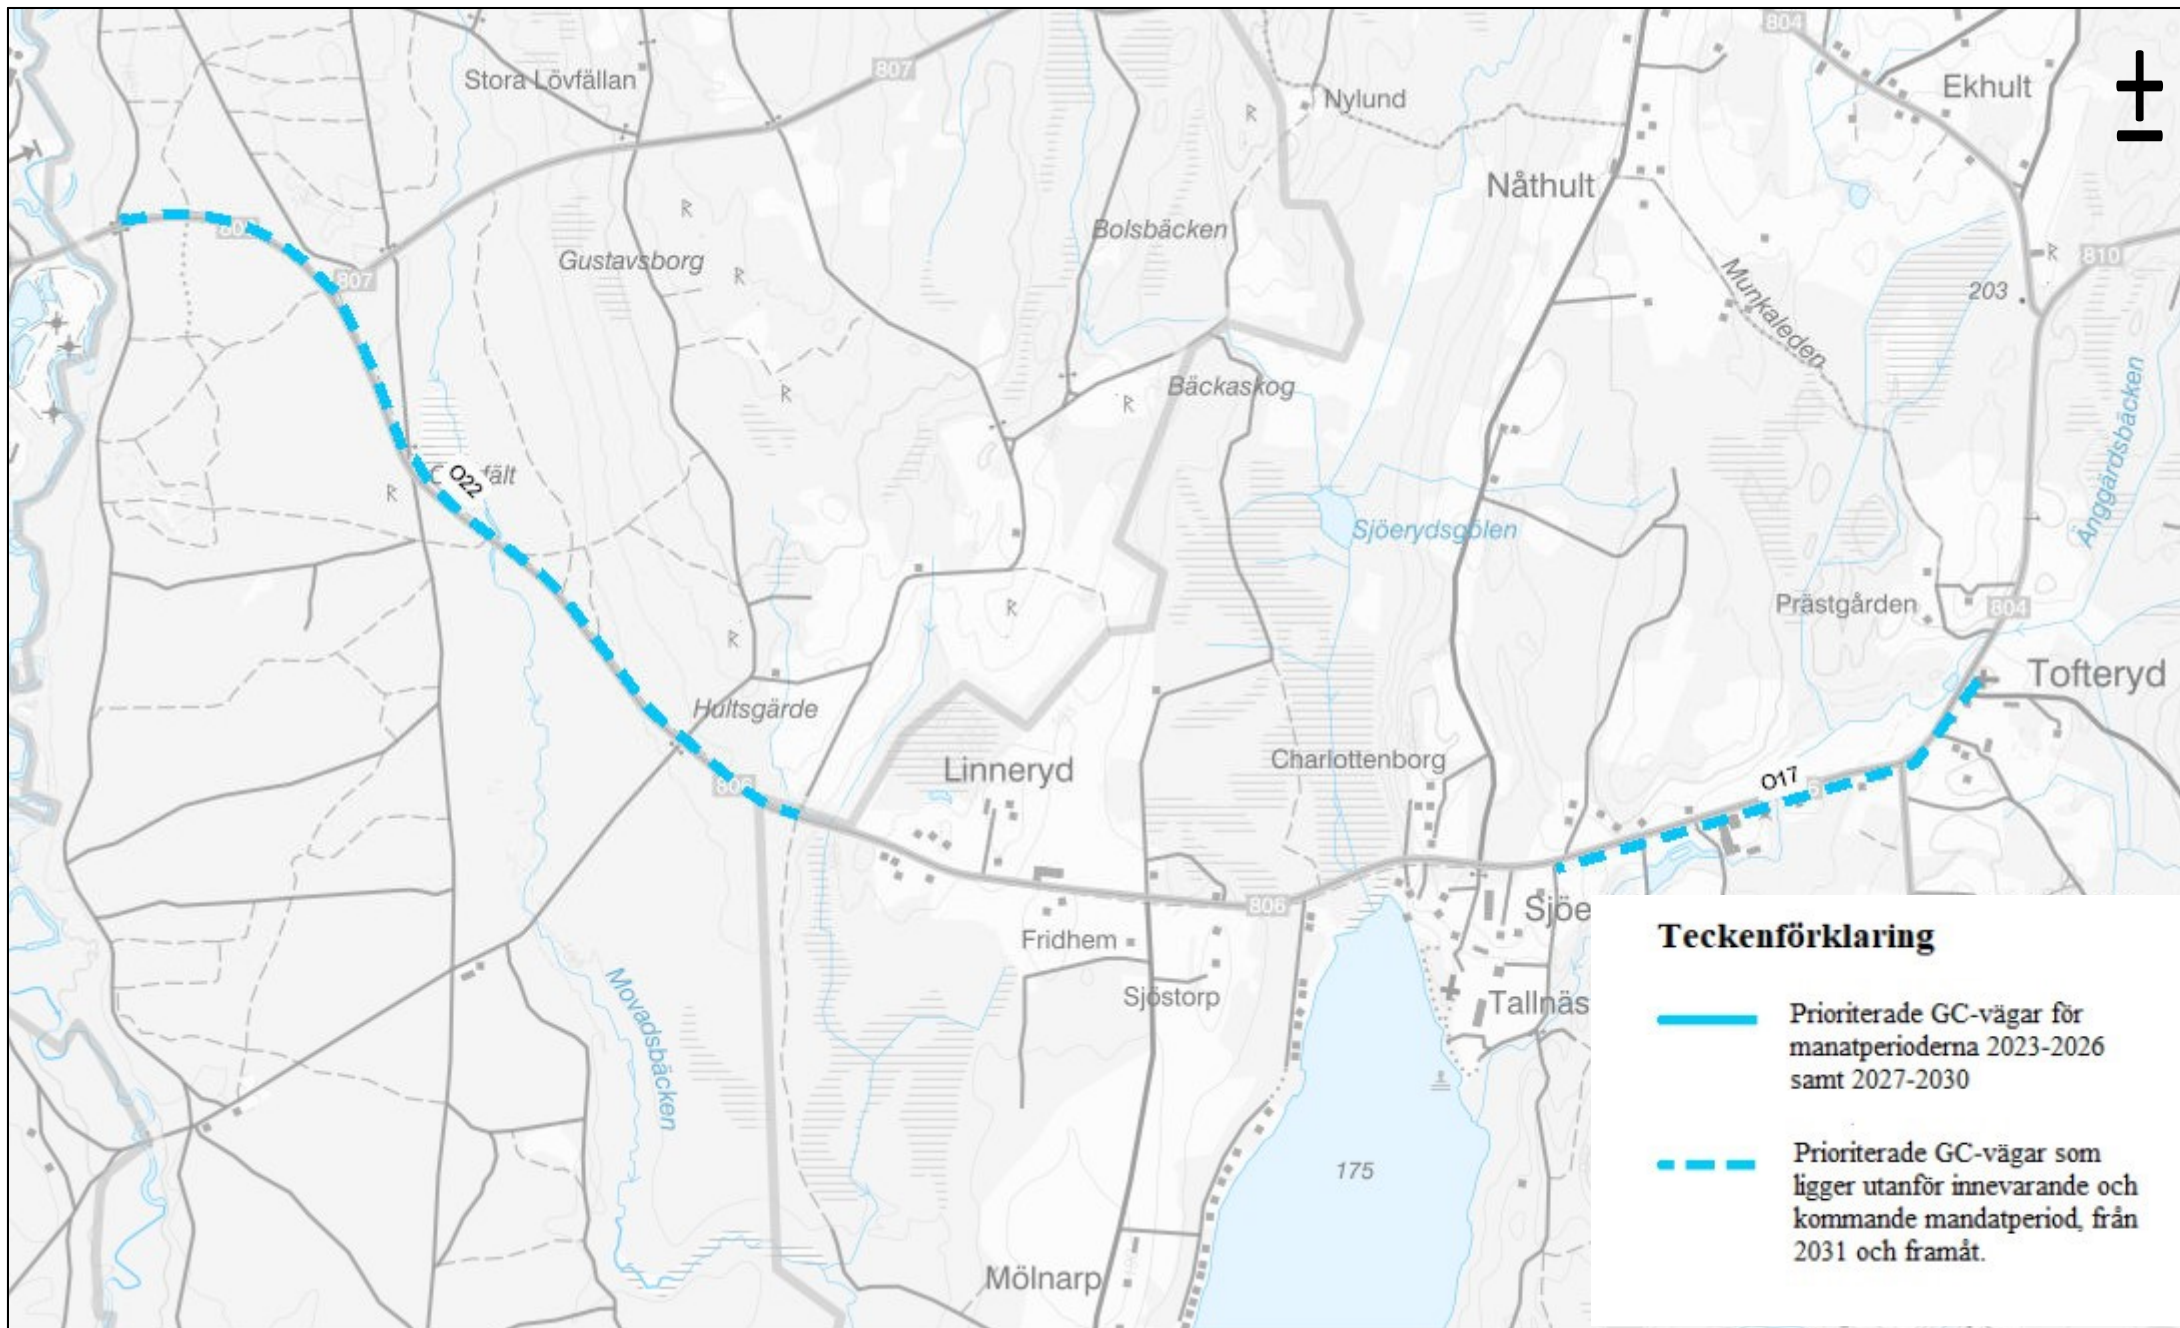 804
Ekhult
807
Stora Lövfällan
Nylund
Nåthult
Bolsbäcken
Gustavsborg
810
807
203
Munkaleden
Bäckaskog
Änggårdsbäcken
O22
fält
Sjöerydsgölen
Prästgården
804
Tofteryd
Hultsgärde
Linneryd
Charlottenborg
O17
806
806
Sjöe
Fridhem
Sjöstorp
Tallnäs
Movadsbäcken
175
Mölnarp
Teckenförklaring
Prioriterade GC-vägar för
manatperioderna 2023-2026
samt 2027-2030
Prioriterade GC-vägar som
ligger utanför innevarande och
kommande mandatperiod, från
2031 och framåt.